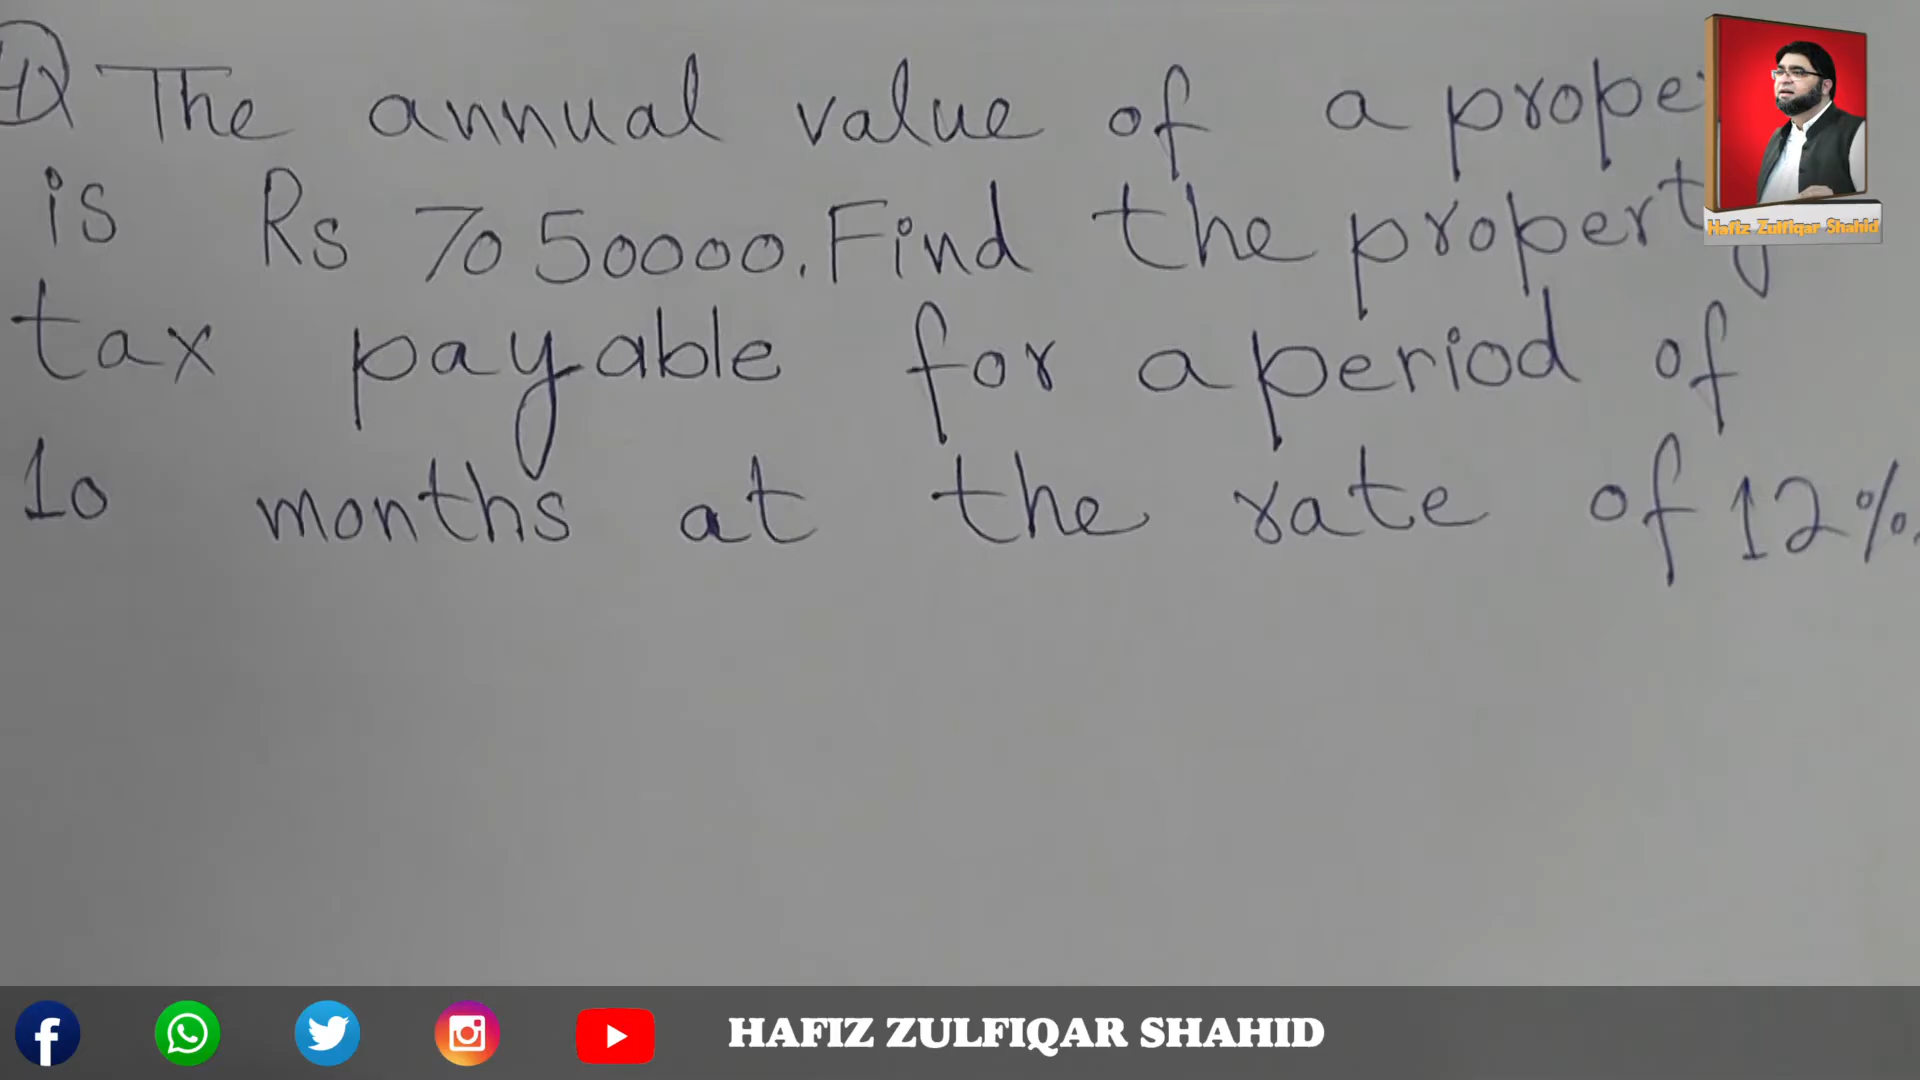 4) The annual value of a prope
is Rs 7050000. Find the property
tax payable for a period of
10 months at the rate of 12%.
Hafiz Zulfiqar Shahid
HAFIZ ZULFIQAR SHAHID